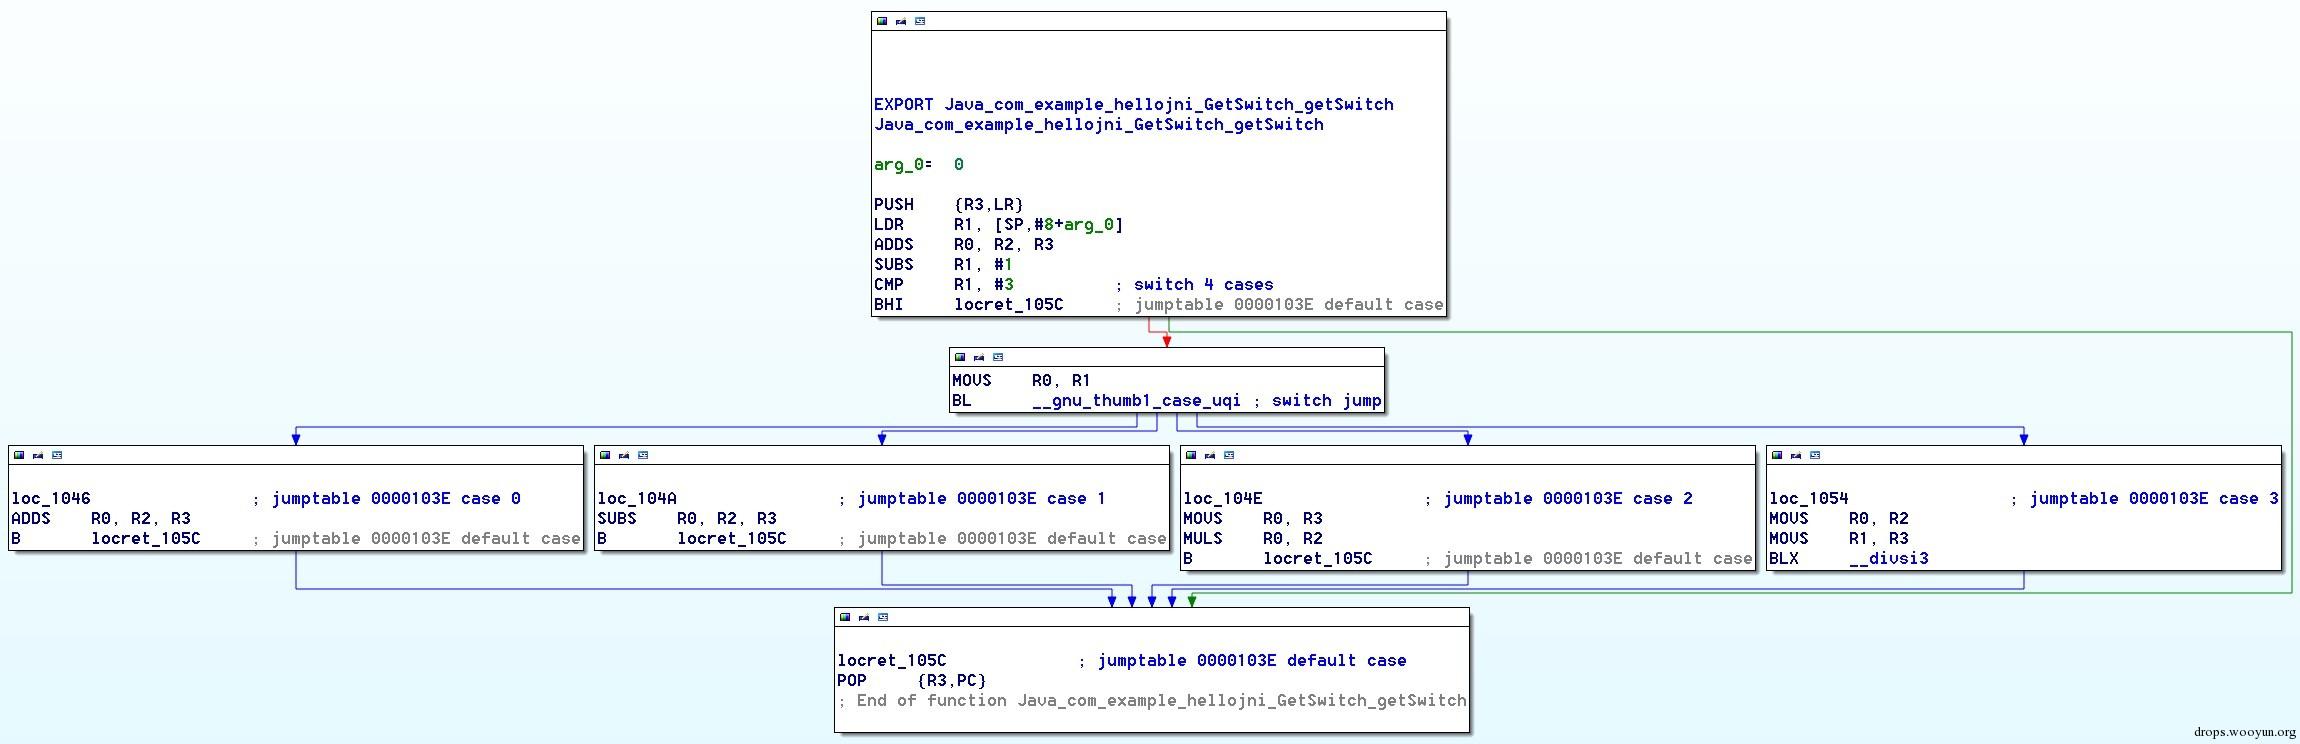 EXPORT Java_com_example_hellojni_GetSwitch_getSwitch
Java_com_example_hellojni_GetSwitch_getSwitch
arg_0= 0
PUSH {R3,LR}
LDR R1, [SP,#8+arg_0]
ADDS R0, R2, R3
SUBS R1, #1
CMP R1, #3 ; switch 4 cases
BHI locret_105C ; jumptable 0000103E default case
MOVS R0, R1
BL __gnu_thumb1_case_uqi ; switch jump
loc_1046 ; jumptable 0000103E case 0
ADDS R0, R2, R3
B locret_105C ; jumptable 0000103E default case
loc_104A ; jumptable 0000103E case 1
SUBS R0, R2, R3
B locret_105C ; jumptable 0000103E default case
loc_104E ; jumptable 0000103E case 2
MOVS R0, R3
MULS R0, R2
B locret_105C ; jumptable 0000103E default case
loc_1054 ; jumptable 0000103E case 3
MOVS R0, R2
MOVS R1, R3
BLX __divsi3
locret_105C ; jumptable 0000103E default case
POP {R3,PC}
; End of function Java_com_example_hellojni_GetSwitch_getSwitch
drops.wooyun.org